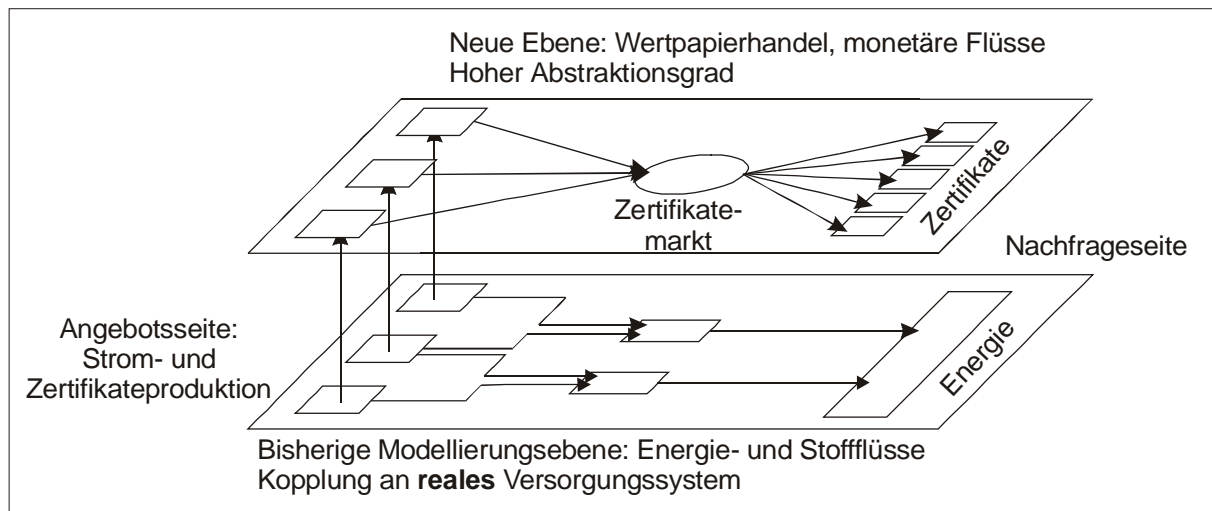 Neue Ebene: Wertpapierhandel, monetäre Flüsse
Hoher Abstraktionsgrad
Zertifikate-
markt
Zertifikate
Nachfrageseite
Angebotsseite:
Strom- und
Zertifikateproduktion
Energie
Bisherige Modellierungsebene: Energie- und Stoffflüsse
Kopplung an reales Versorgungssystem